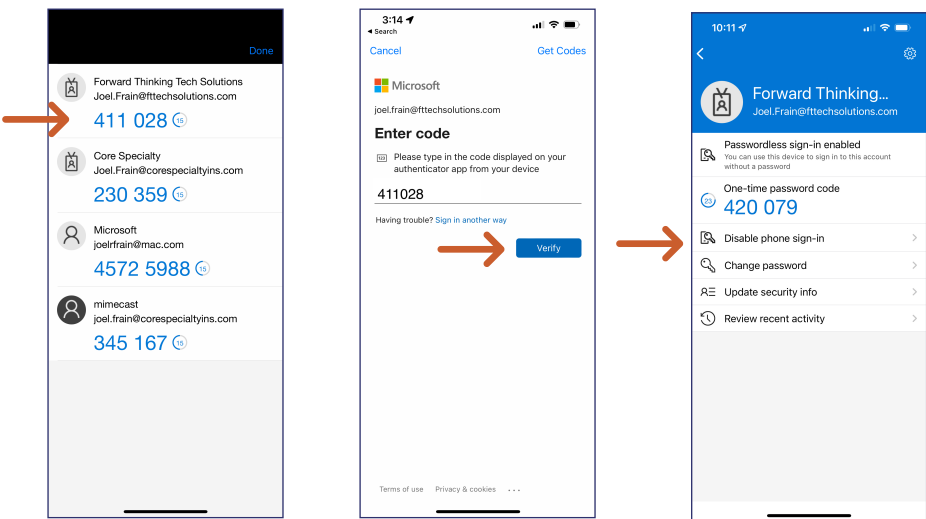 Done
Forward Thinking Tech Solutions
Joel.Frain@fttechsolutions.com
411 028 15
Core Specialty
Joel.Frain@corespecialtyins.com
230 359 15
Microsoft
joelrfrain@mac.com
4572 5988 15
mimecast
joel.frain@corespecialtyins.com
345 167 15
3:14
Search
Cancel Get Codes
Microsoft
joel.frain@fttechsolutions.com
Enter code
Please type in the code displayed on your
authenticator app from your device
411028
Having trouble? Sign in another way
Verify
Terms of use Privacy & cookies ...
10:11
Forward Thinking...
Joel.Frain@fttechsolutions.com
Passwordless sign-in enabled
You can use this device to sign in to this account
without a password
One-time password code
23 420 079
Disable phone sign-in
Change password
Update security info
Review recent activity